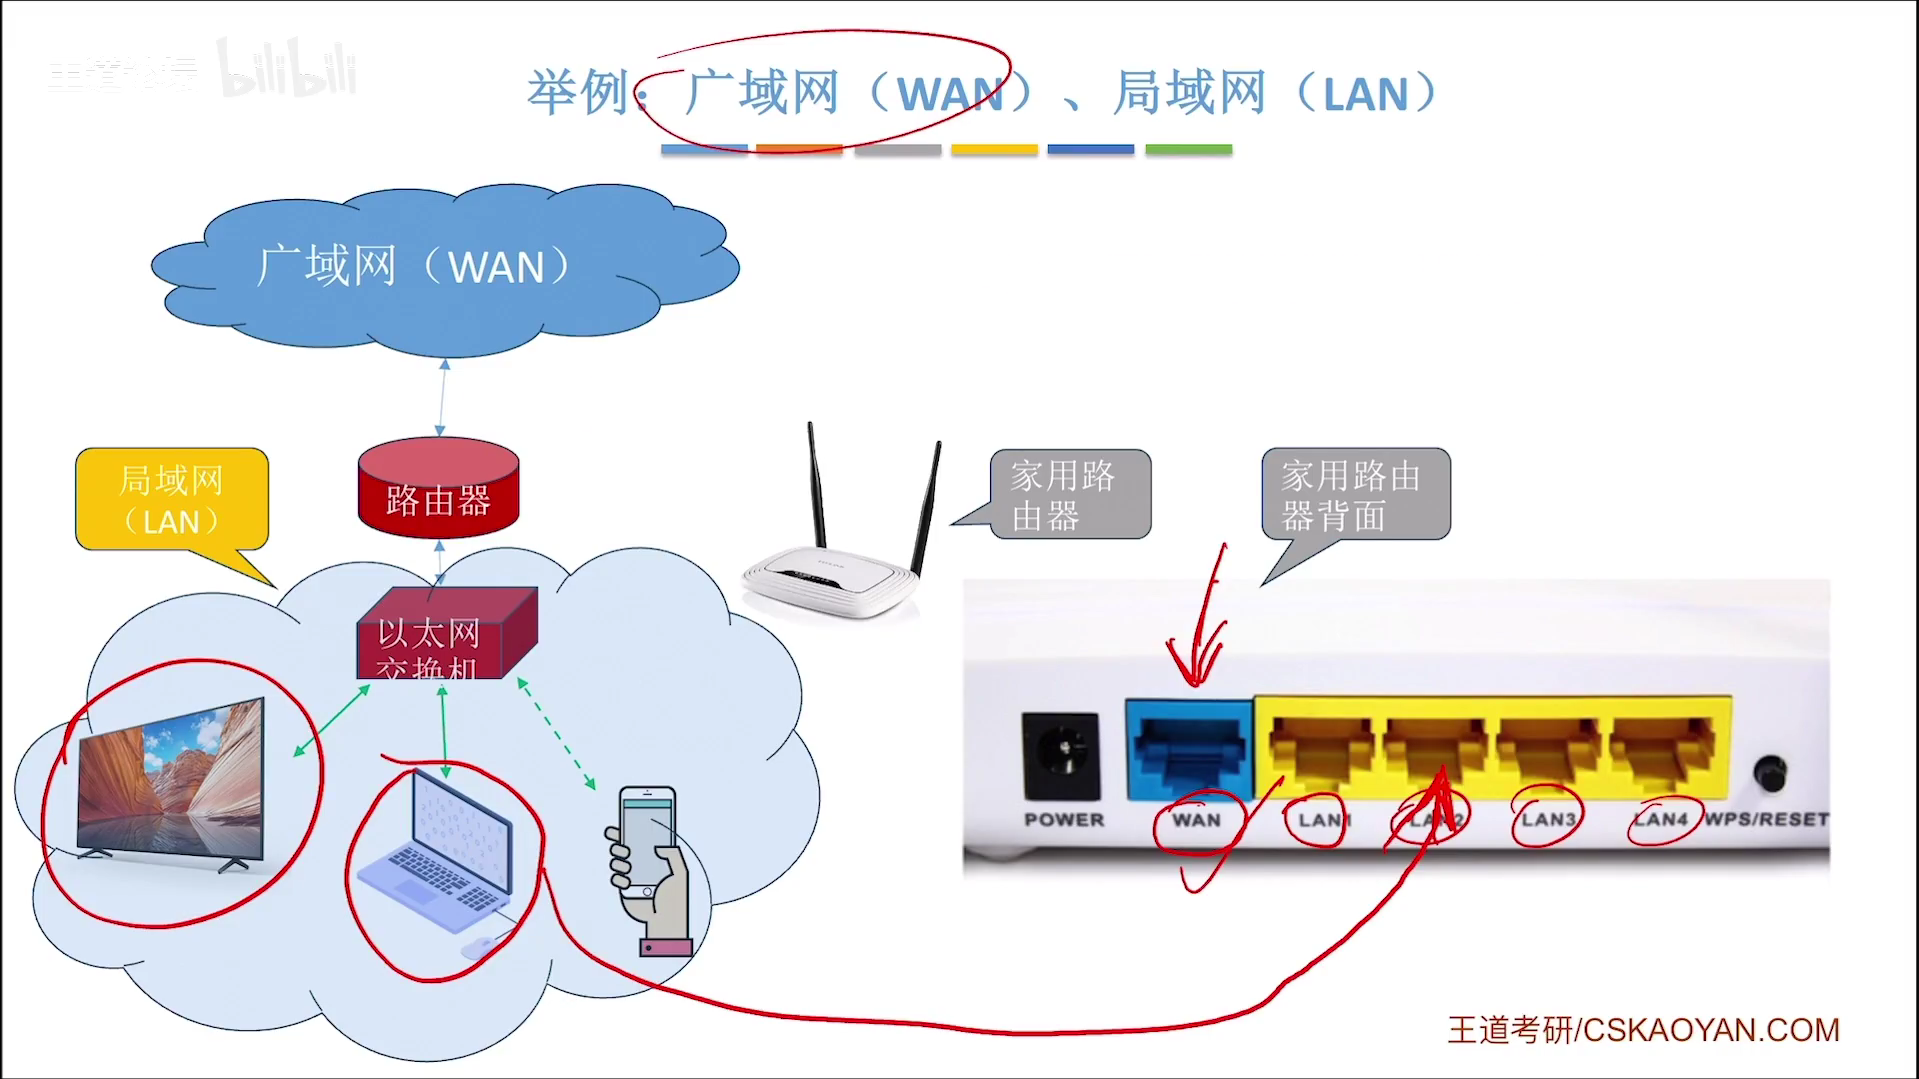 王道论坛 bilibili
举例：广域网（WAN）、局域网（LAN）
广域网（WAN）
局域网
（LAN）
路由器
以太网
交换机
家用路
由器
家用路由
器背面
POWER WAN LAN1 LAN2 LAN3 LAN4 WPS/RESET
王道考研/CSKAOYAN.COM